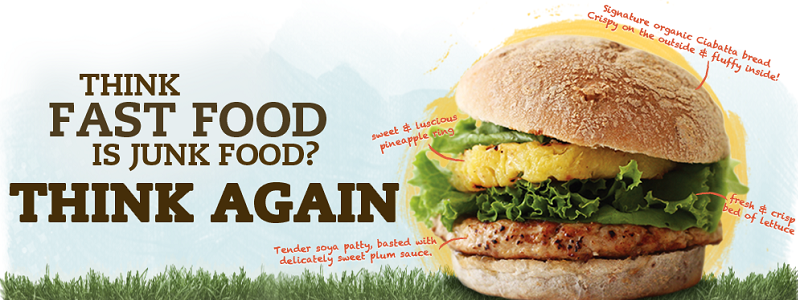 THINK
FAST FOOD
IS JUNK FOOD?
THINK AGAIN
Signature organic Ciabatta bread
Crispy on the outside & fluffy inside!
sweet & luscious
pineapple ring
fresh & crisp
bed of lettuce
Tender soya patty, basted with
delicately sweet plum sauce.